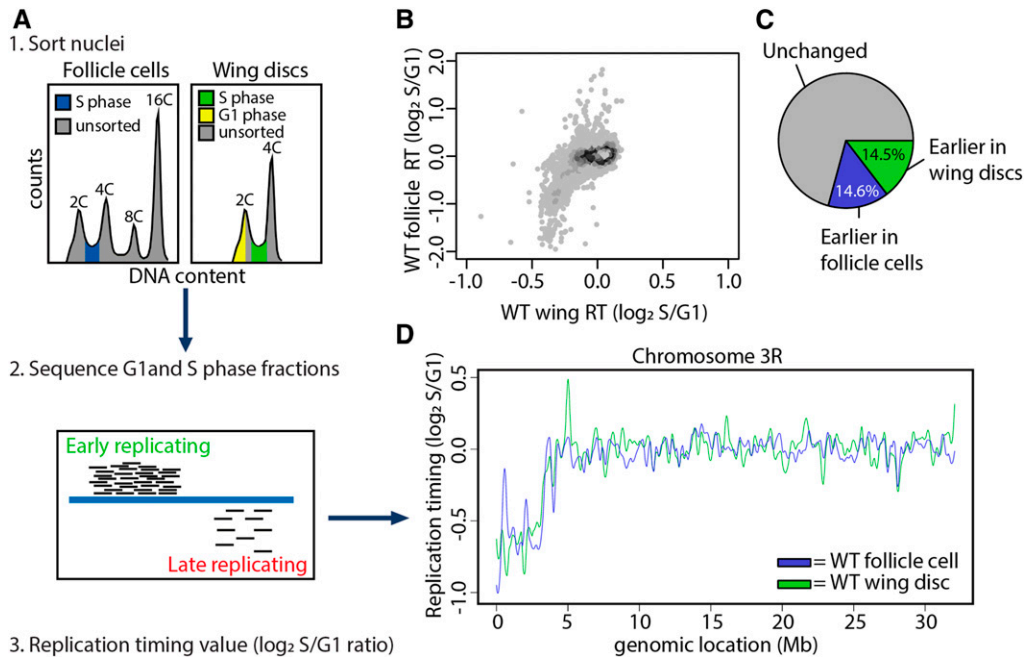 A
1. Sort nuclei
Follicle cells
S phase
unsorted
2C
4C
8C
16C
Wing discs
S phase
G1 phase
unsorted
2C
4C
counts
DNA content
2. Sequence G1and S phase fractions
Early replicating
Late replicating
3. Replication timing value (log₂ S/G1 ratio)
B
WT follicle RT (log₂ S/G1)
2.0
1.0
0.0
-1.0
-2.0
-1.0 -0.5 0.0 0.5 1.0
WT wing RT (log₂ S/G1)
C
Unchanged
14.5%
Earlier in
wing discs
14.6%
Earlier in
follicle cells
D
Chromosome 3R
Replication timing (log₂ S/G1)
0.5
0.0
-0.5
-1.0
= WT follicle cell
= WT wing disc
0 5 10 15 20 25 30
genomic location (Mb)